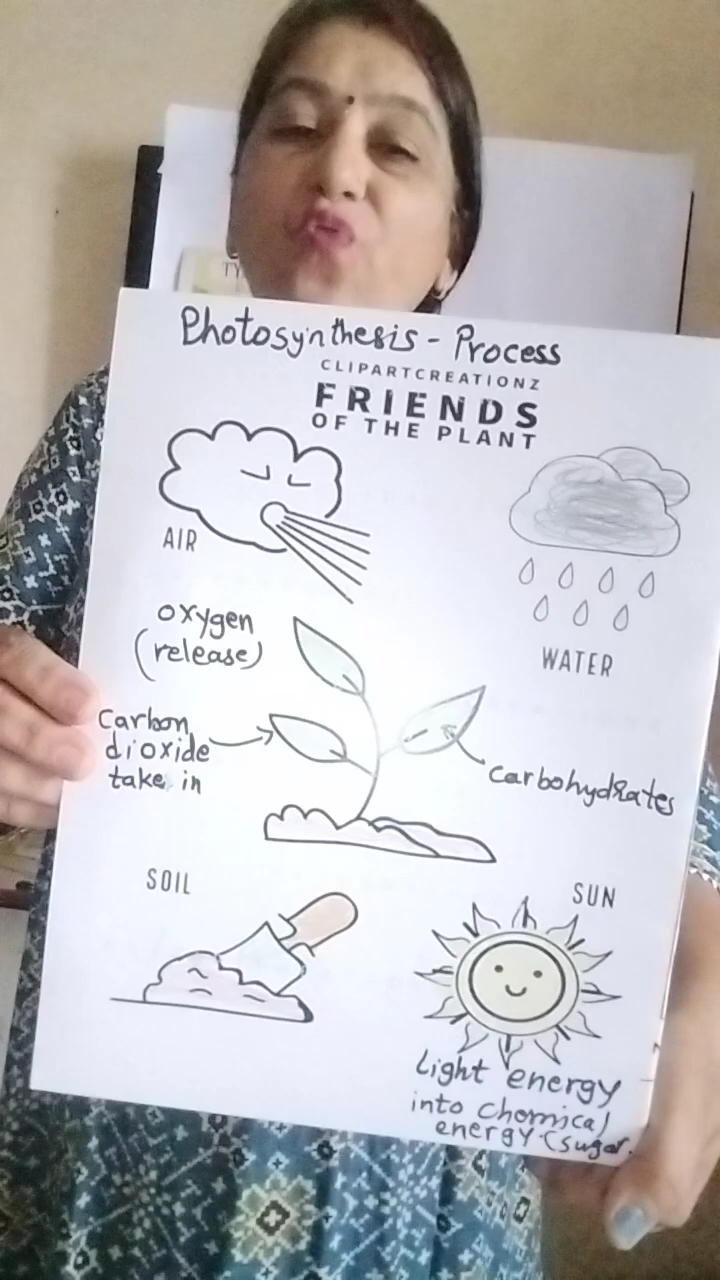 TY
Photosynthesis - Process
CLIPARTCREATIONZ
FRIENDS
OF THE PLANT
AIR
WATER
oxygen
(release)
Carbon
dioxide
take in
carbohydrates
SOIL
SUN
Light energy
into Chemical
energy (sugar.